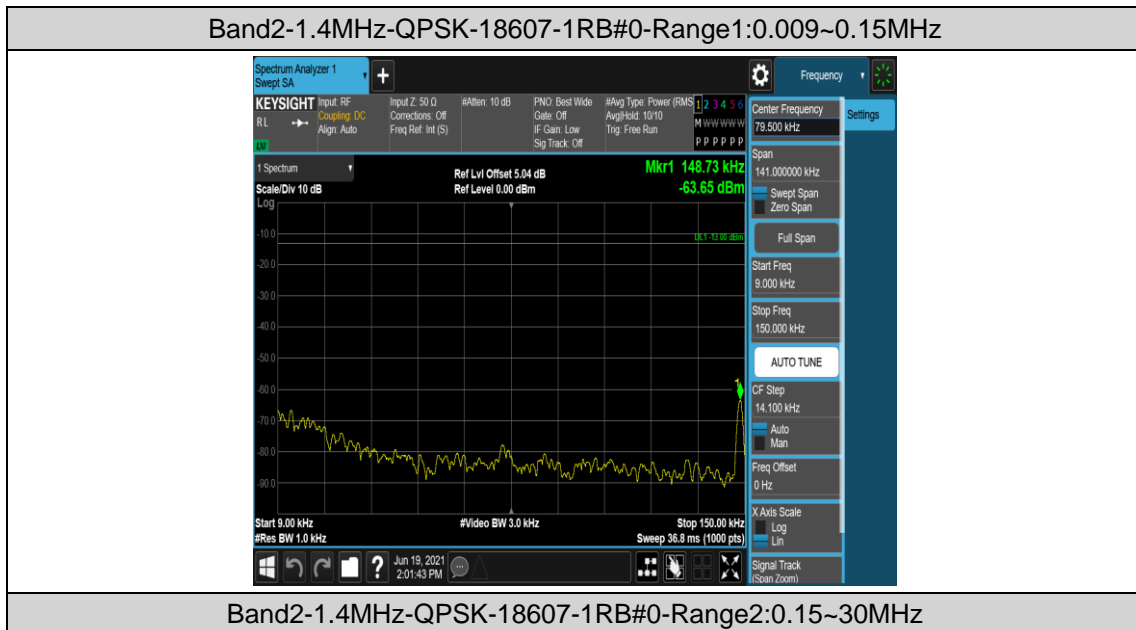 Band2-1.4MHz-QPSK-18607-1RB#0-Range1:0.009~0.15MHz
Spectrum Analyzer 1
Swept SA
Frequency
KEYSIGHT
RL
LXI
Input: RF
Coupling: DC
Align: Auto
Input Z: 50 Ω
Corrections: Off
Freq Ref: Int (S)
#Atten: 10 dB
PNO: Best Wide
Gate: Off
IF Gain: Low
Sig Track: Off
#Avg Type: Power (RMS
Avg|Hold: 10/10
Trig: Free Run
1 2 3 4 5 6
M W W W W W
P P P P P P
Center Frequency
79.500 kHz
Settings
1 Spectrum
Scale/Div 10 dB
Log
Ref Lvl Offset 5.04 dB
Ref Level 0.00 dBm
Mkr1 148.73 kHz
-63.65 dBm
DL1 -13.00 dBm
-10.0
-20.0
-30.0
-40.0
-50.0
-60.0
-70.0
-80.0
-90.0
1
Start 9.00 kHz
#Res BW 1.0 kHz
#Video BW 3.0 kHz
Stop 150.00 kHz
Sweep 36.8 ms (1000 pts)
Span
141.000000 kHz
Swept Span
Zero Span
Full Span
Start Freq
9.000 kHz
Stop Freq
150.000 kHz
AUTO TUNE
CF Step
14.100 kHz
Auto
Man
Freq Offset
0 Hz
X Axis Scale
Log
Lin
Signal Track
(Span Zoom)
Jun 19, 2021
2:01:43 PM
Band2-1.4MHz-QPSK-18607-1RB#0-Range2:0.15~30MHz